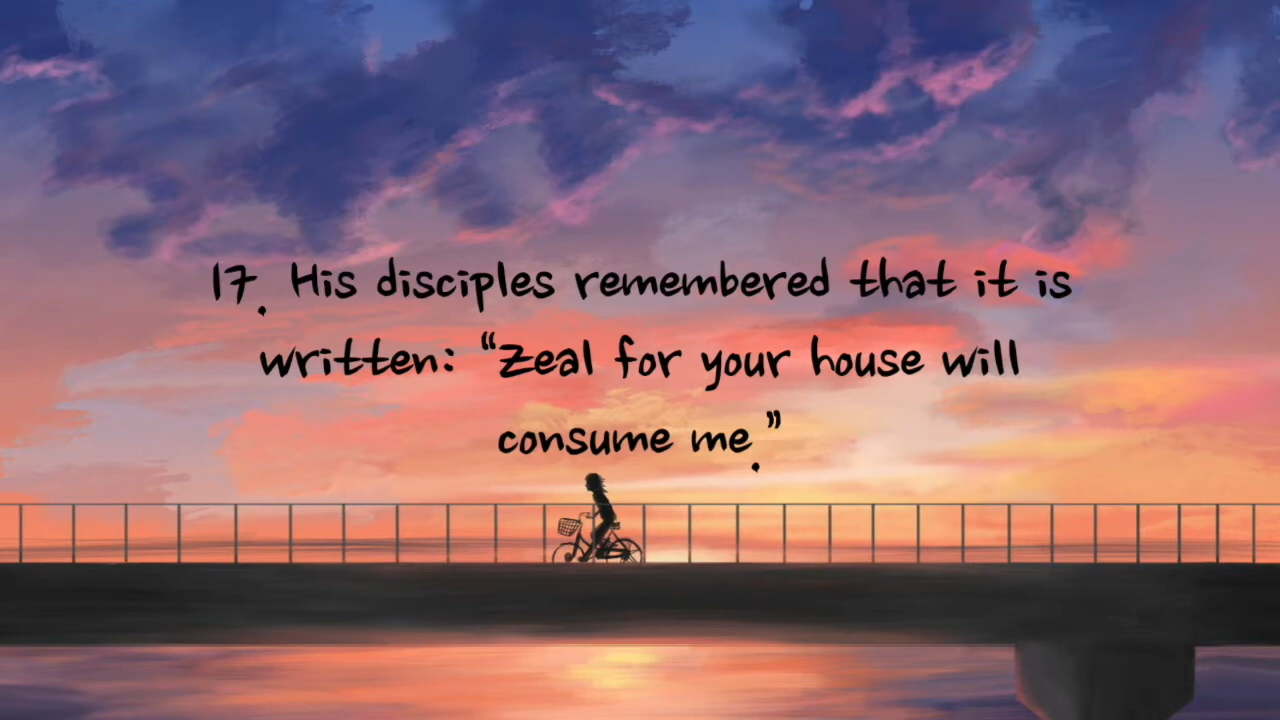 17. His disciples remembered that it is
written: “Zeal for your house will
consume me.”